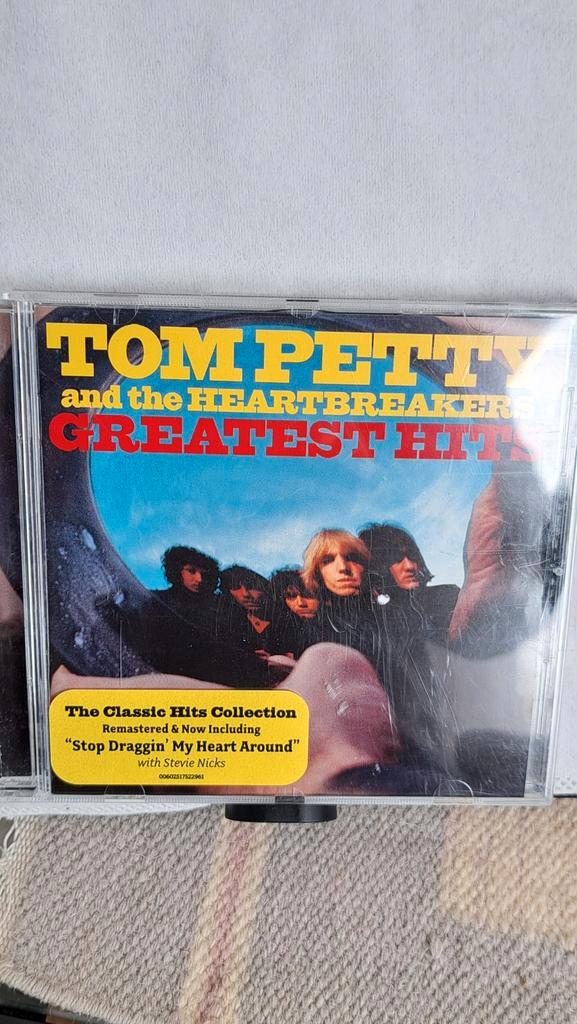 TOM PETTY
and the HEARTBREAKERS
GREATEST HITS
The Classic Hits Collection
Remastered & Now Including
"Stop Draggin' My Heart Around"
with Stevie Nicks
00602517522961